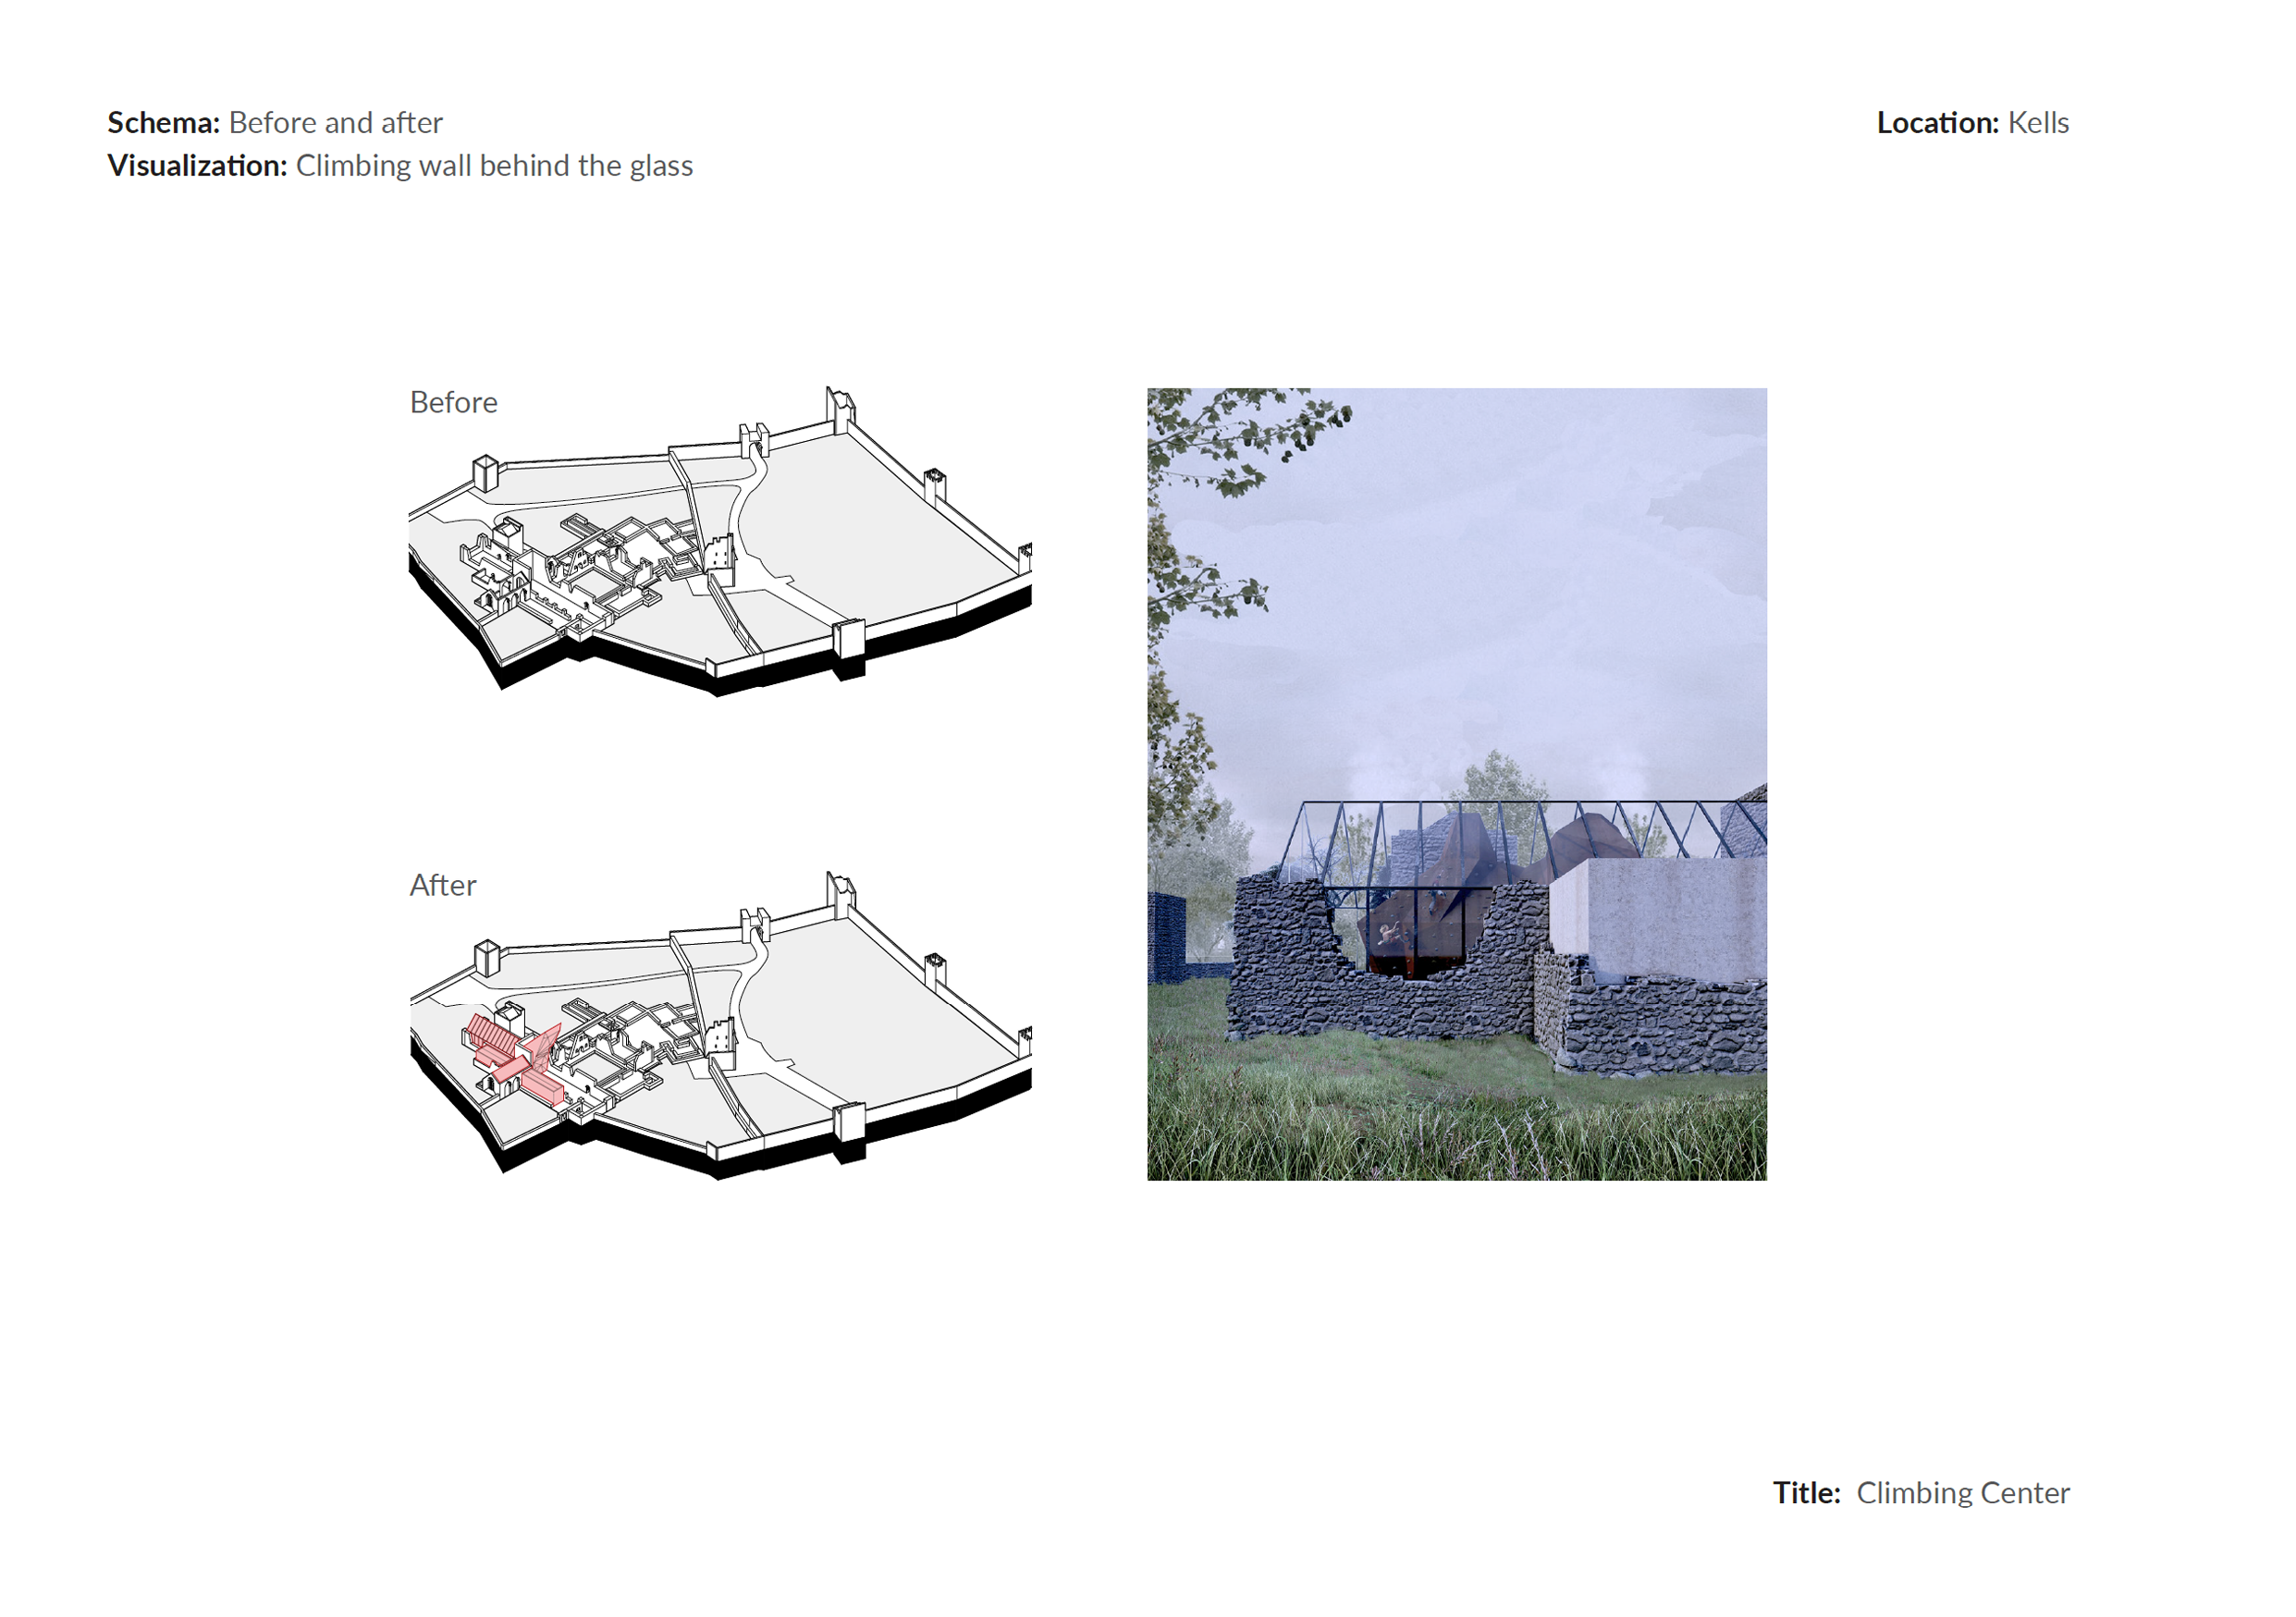 Schema: Before and after
Visualization: Climbing wall behind the glass
Location: Kells
Before
After
Title: Climbing Center